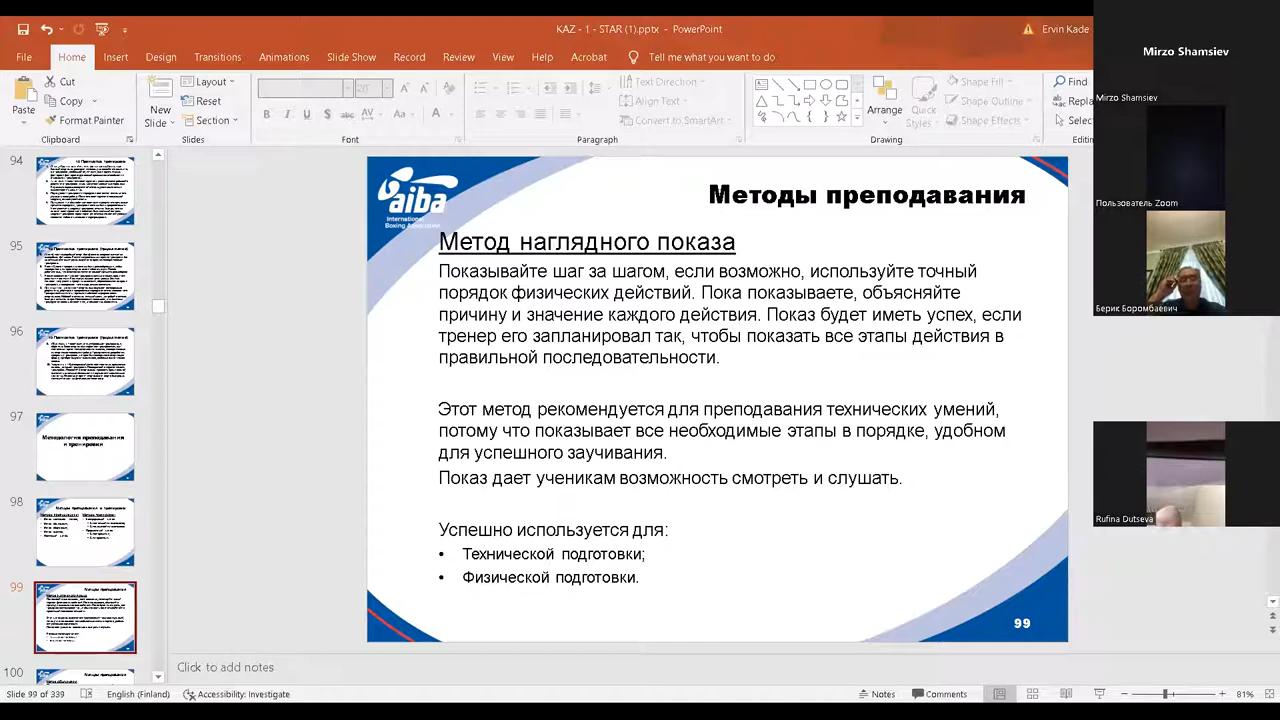 KAZ - 1 - STAR (1).pptx - PowerPoint
Ervin Kade
File Home Insert Design Transitions Animations Slide Show Record Review View Help Acrobat Tell me what you want to do
Cut
Copy
Format Painter
Paste
Clipboard
New
Slide
Layout
Reset
Section
Slides
Text Direction
Align Text
Convert to SmartArt
Paragraph
Arrange
Quick
Styles
Shape Fill
Shape Outline
Shape Effects
Drawing
Find
Repla
Select
Editin
94
95
96
97
Методология преподавания
и тренировки
98
99
100
aiba
International
Boxing Association
Методы преподавания
Метод наглядного показа
Показывайте шаг за шагом, если возможно, используйте точный
порядок физических действий. Пока показываете, объясняйте
причину и значение каждого действия. Показ будет иметь успех, если
тренер его запланировал так, чтобы показать все этапы действия в
правильной последовательности.
Этот метод рекомендуется для преподавания технических умений,
потому что показывает все необходимые этапы в порядке, удобном
для успешного заучивания.
Показ дает ученикам возможность смотреть и слушать.
Успешно используется для:
• Технической подготовки;
• Физической подготовки.
99
Click to add notes
Slide 99 of 339 English (Finland) Accessibility: Investigate Notes Comments 81%
Mirzo Shamsiev
Mirzo Shamsiev
Пользователь Zoom
Берик Боромбаевич
Rufina Dutseva